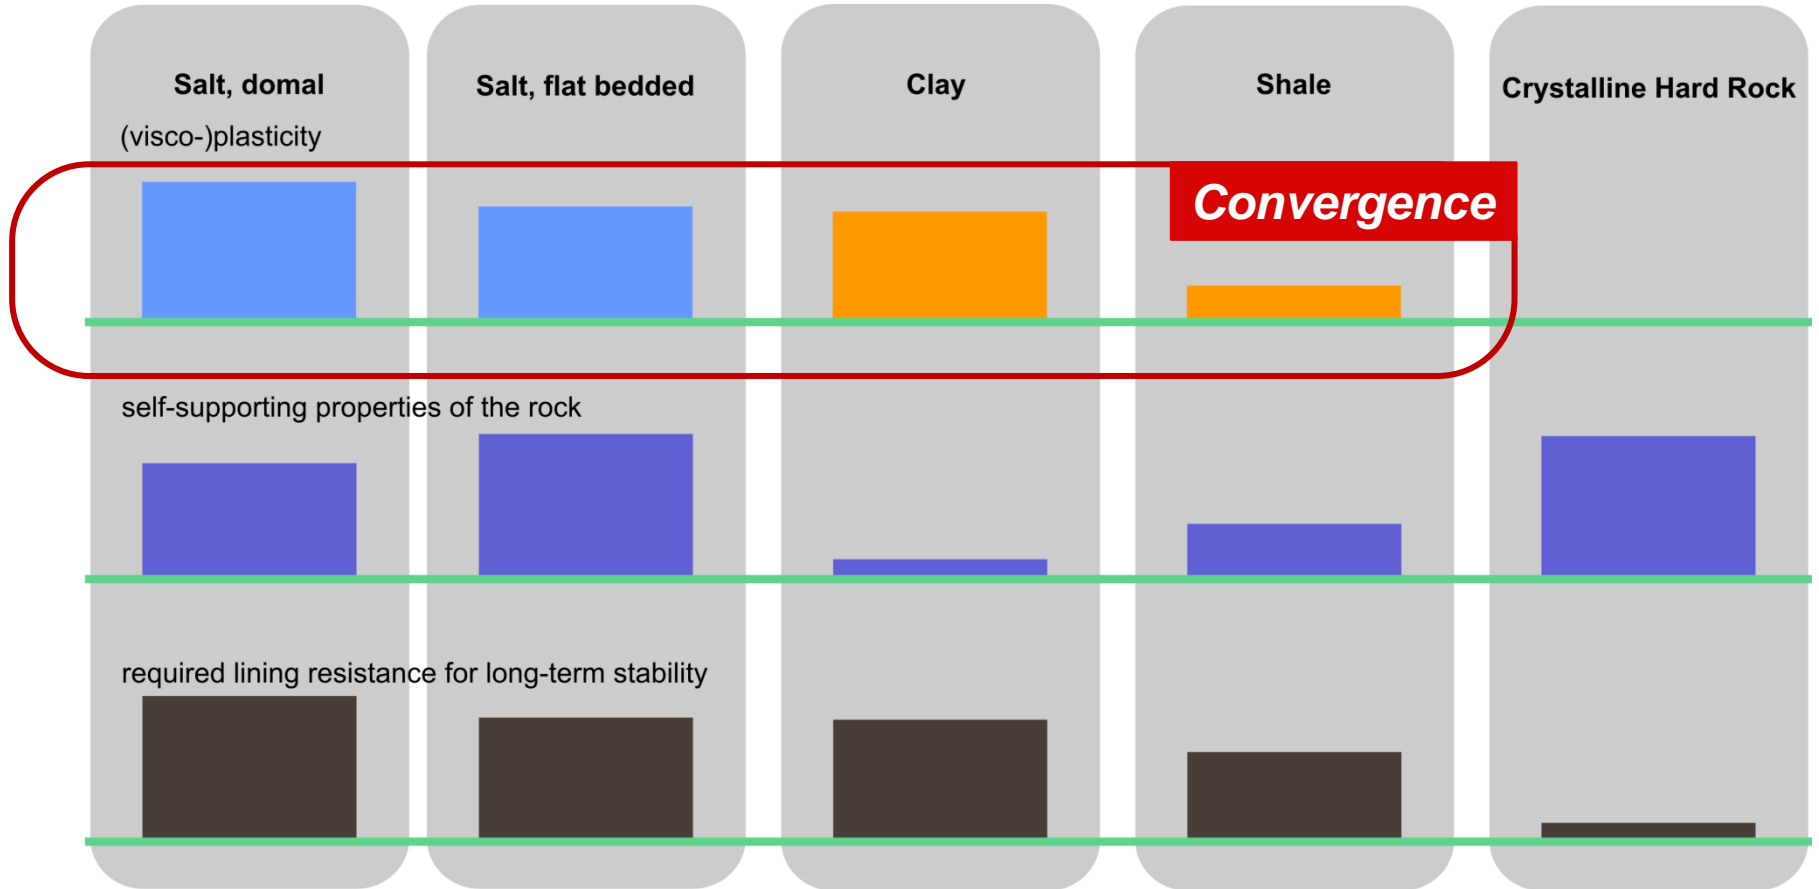 Salt, domal
Salt, flat bedded
Clay
Shale
Crystalline Hard Rock
(visco-)plasticity
Convergence
self-supporting properties of the rock
required lining resistance for long-term stability